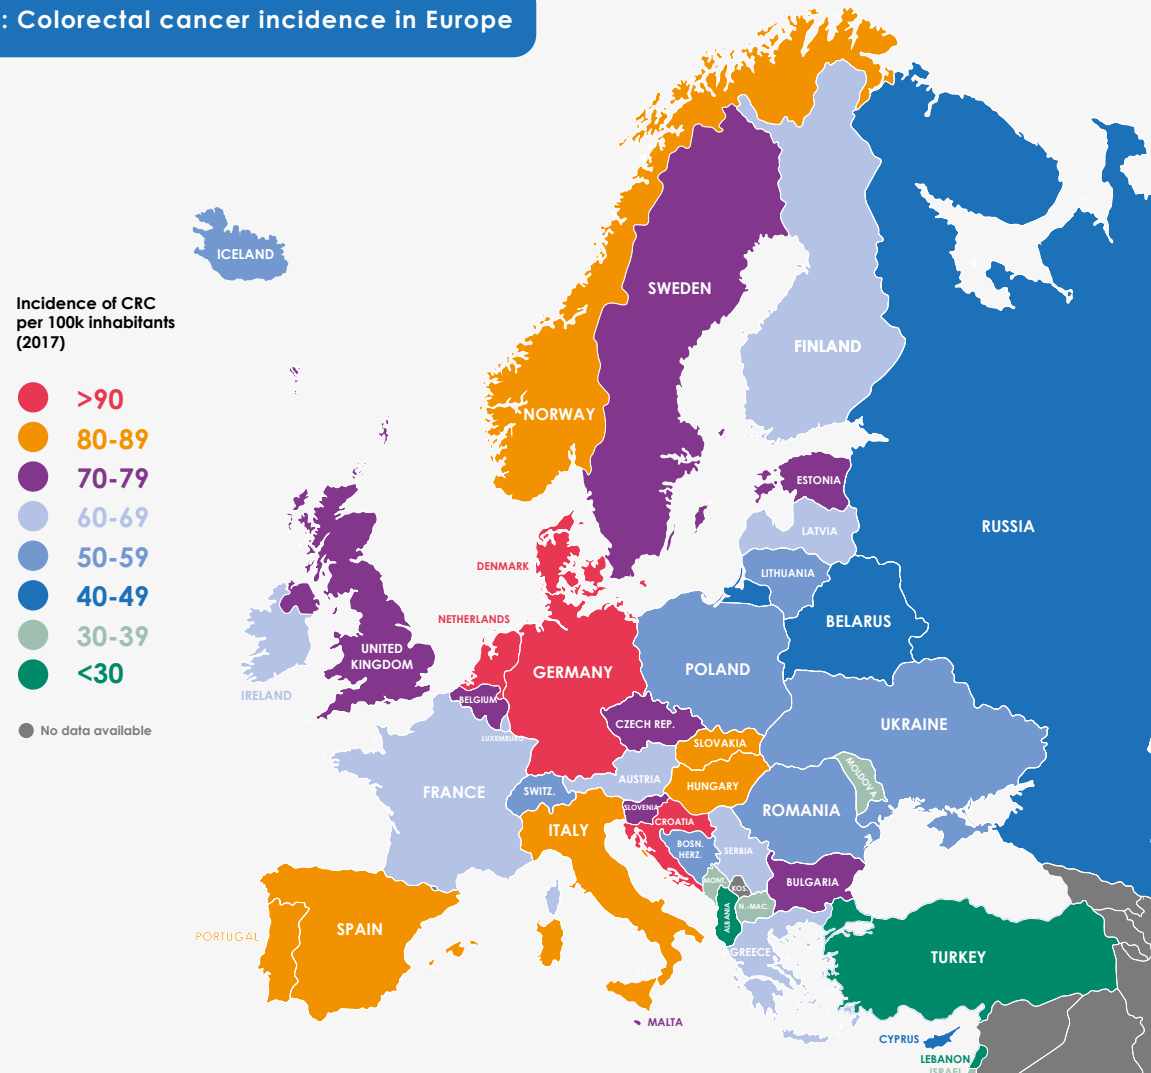 : Colorectal cancer incidence in Europe
ICELAND
Incidence of CRC
per 100k inhabitants
(2017)
>90
80-89
70-79
60-69
50-59
40-49
30-39
<30
No data available
SWEDEN
FINLAND
NORWAY
ESTONIA
RUSSIA
LATVIA
DENMARK
LITHUANIA
NETHERLANDS
BELARUS
UNITED
KINGDOM
GERMANY
POLAND
IRELAND
BELGIUM
CZECH REP.
UKRAINE
LUXEMBURG
SLOVAKIA
AUSTRIA
MOLDOVA
HUNGARY
FRANCE
SWITZ.
SLOVENIA
ROMANIA
CROATIA
ITALY
BOSN.
HERZ.
SERBIA
MONT.
KOS.
BULGARIA
N.-MAC.
ALBANIA
SPAIN
PORTUGAL
GREECE
TURKEY
MALTA
CYPRUS
LEBANON
ISRAEL